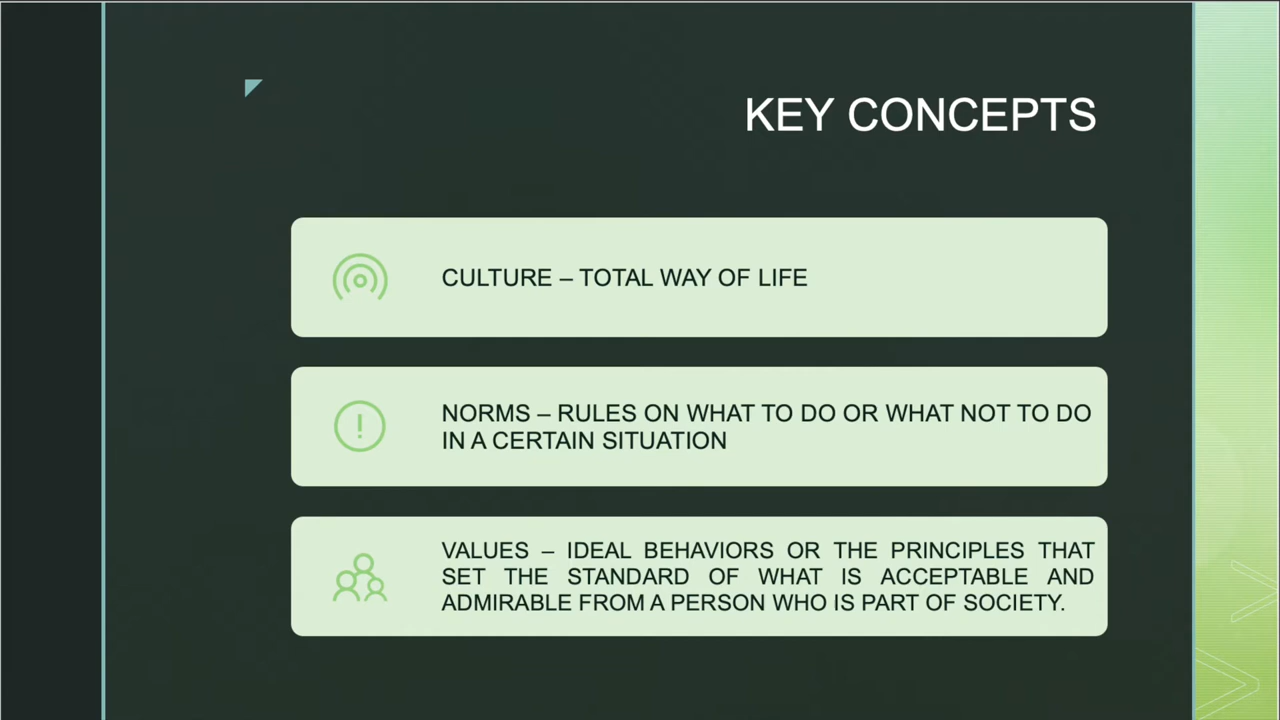 KEY CONCEPTS
CULTURE – TOTAL WAY OF LIFE
NORMS – RULES ON WHAT TO DO OR WHAT NOT TO DO
IN A CERTAIN SITUATION
VALUES – IDEAL BEHAVIORS OR THE PRINCIPLES THAT
SET THE STANDARD OF WHAT IS ACCEPTABLE AND
ADMIRABLE FROM A PERSON WHO IS PART OF SOCIETY.